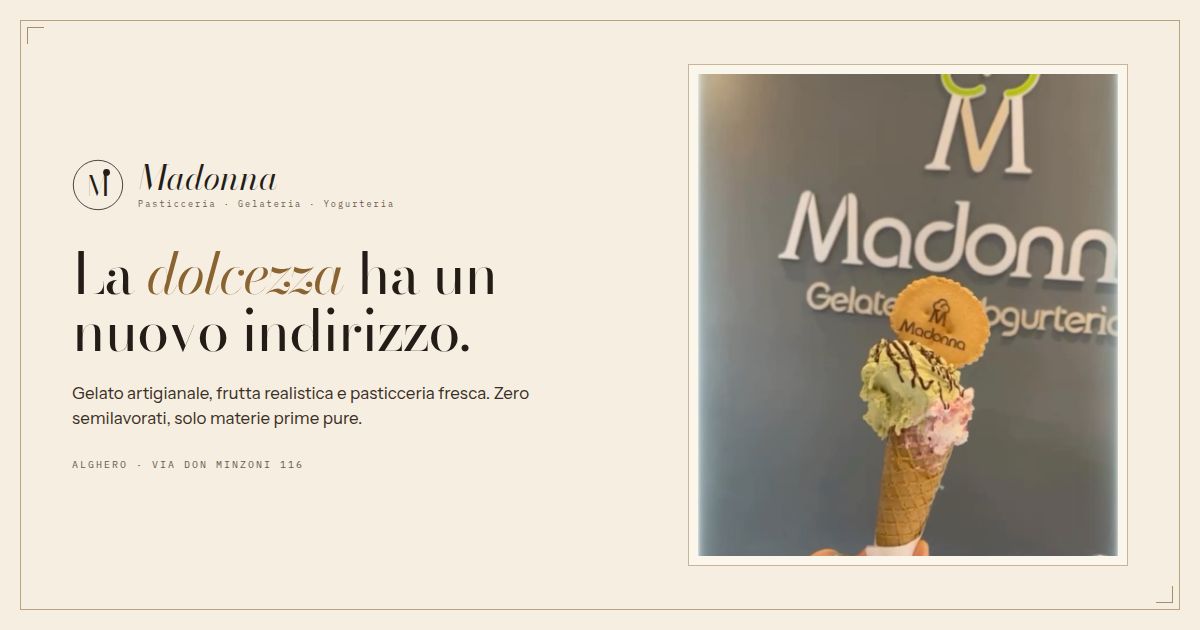 M
Madonna
Pasticceria · Gelateria · Yogurteria
La dolcezza ha un
nuovo indirizzo.
Gelato artigianale, frutta realistica e pasticceria fresca. Zero
semilavorati, solo materie prime pure.
ALGHERO · VIA DON MINZONI 116
M
Madonn
Gelate ogurteric
M
Madonna